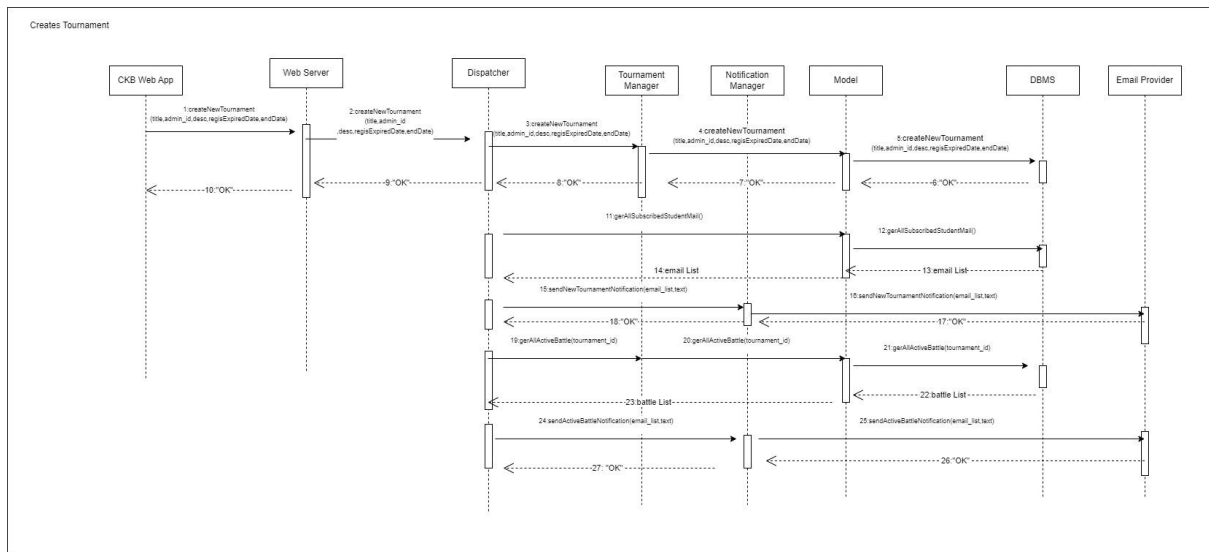 Creates Tournament
CKB Web App
Web Server
Dispatcher
Tournament
Manager
Notification
Manager
Model
DBMS
Email Provider
1:createNewTournament
(title,admin_id,desc,regisExpiredDate,endDate)
2:createNewTournament
(title,admin_id
,desc,regisExpiredDate,endDate)
3:createNewTournament
(title,admin_id,desc,regisExpiredDate,endDate)
4:createNewTournament
(title,admin_id,desc,regisExpiredDate,endDate)
5:createNewTournament
(title,admin_id,desc,regisExpiredDate,endDate)
10:"OK"
9:"OK"
8:"OK"
7:"OK"
6:"OK"
11:gerAllSubscribedStudentMail()
12:gerAllSubscribedStudentMail()
14:email List
13:email List
15:sendNewTournamentNotification(email_list,text)
16:sendNewTournamentNotification(email_list,text)
18:"OK"
17:"OK"
19:gerAllActiveBattle(tournament_id)
20:gerAllActiveBattle(tournament_id)
21:gerAllActiveBattle(tournament_id)
23:battle List
22:battle List
24:sendActiveBattleNotification(email_list,text)
25:sendActiveBattleNotification(email_list,text)
27: "OK"
26:"OK"